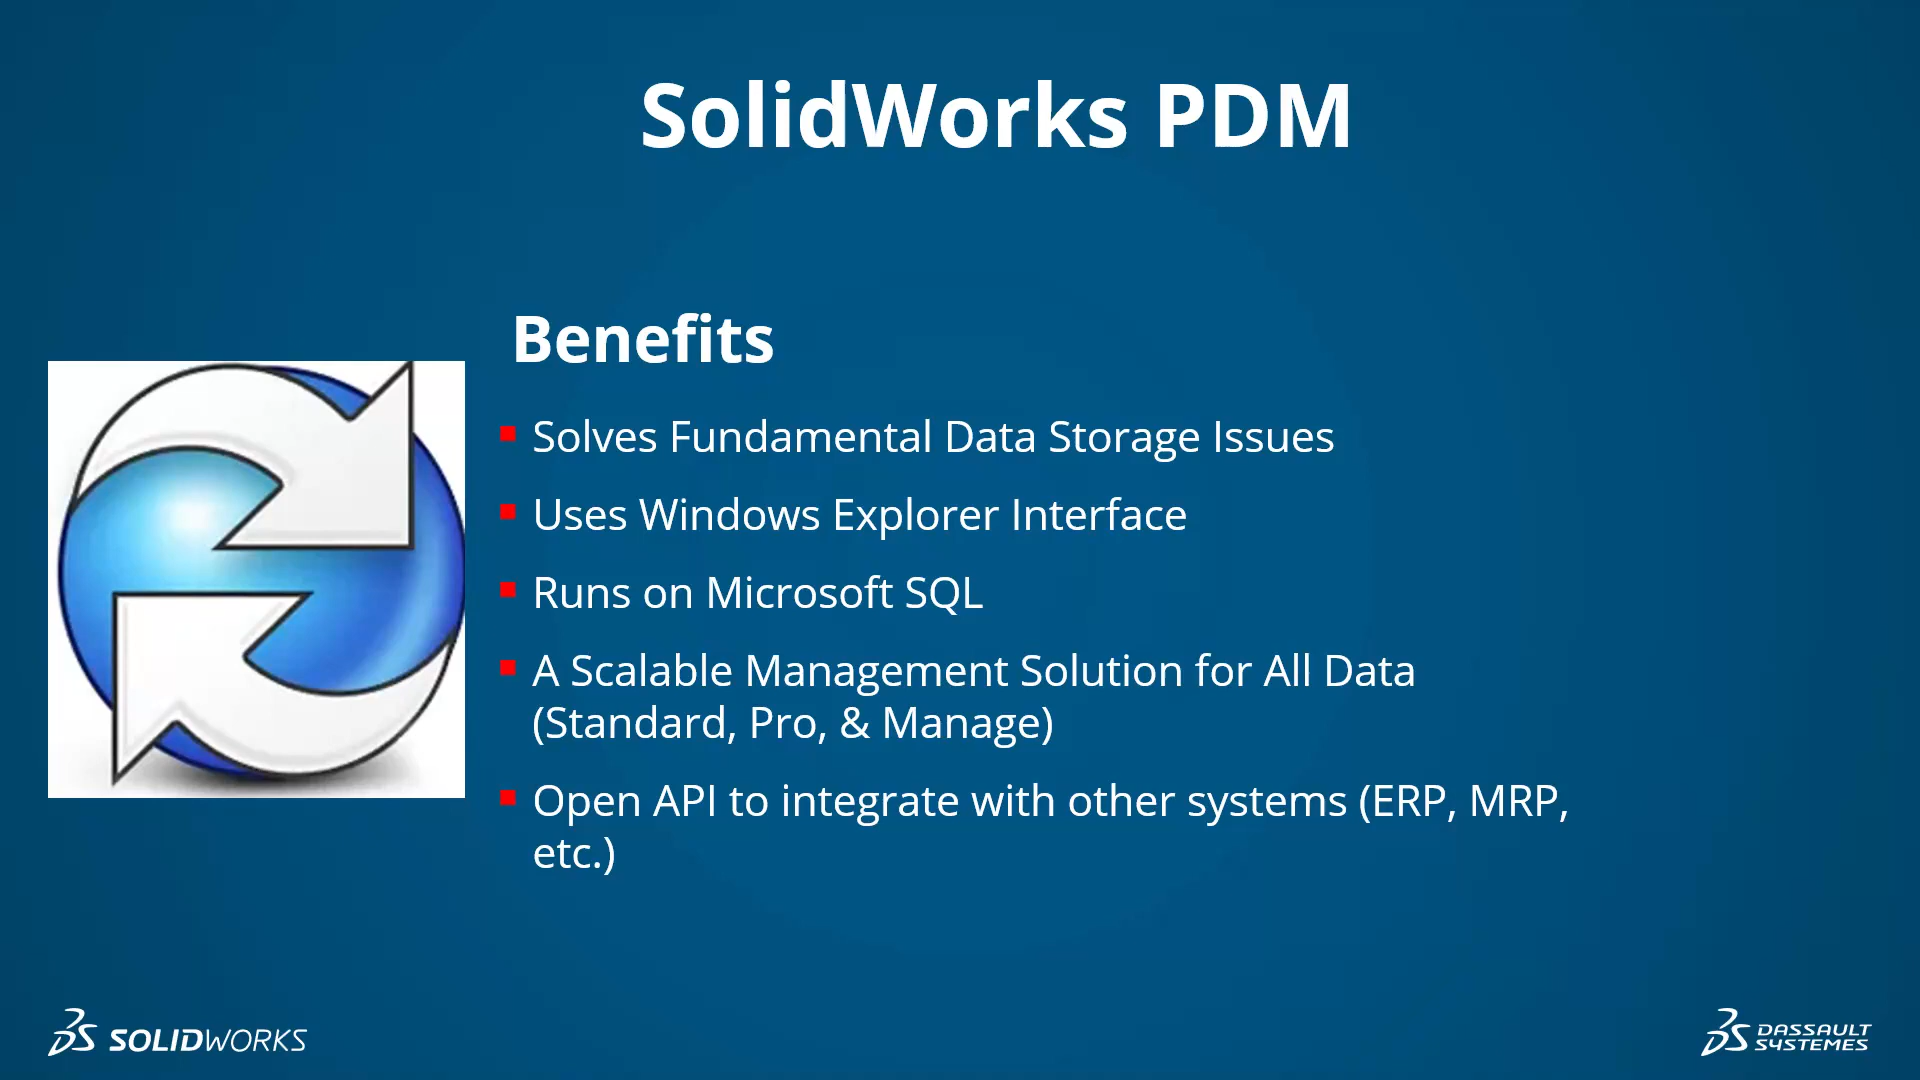 SolidWorks PDM
Benefits
Solves Fundamental Data Storage Issues
Uses Windows Explorer Interface
Runs on Microsoft SQL
A Scalable Management Solution for All Data
(Standard, Pro, & Manage)
Open API to integrate with other systems (ERP, MRP,
etc.)
SOLIDWORKS
DASSAULT
SYSTEMES